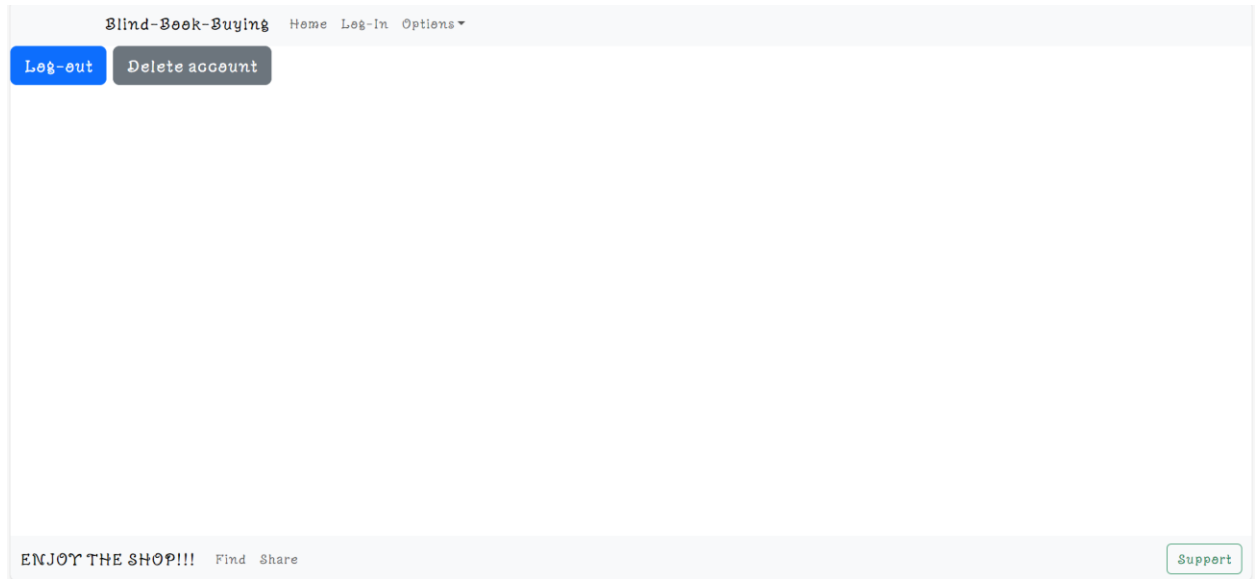 Blind-Book-Buying Home Log-In Options
Log-out Delete account
ENJOY THE SHOP!!! Find Share Support